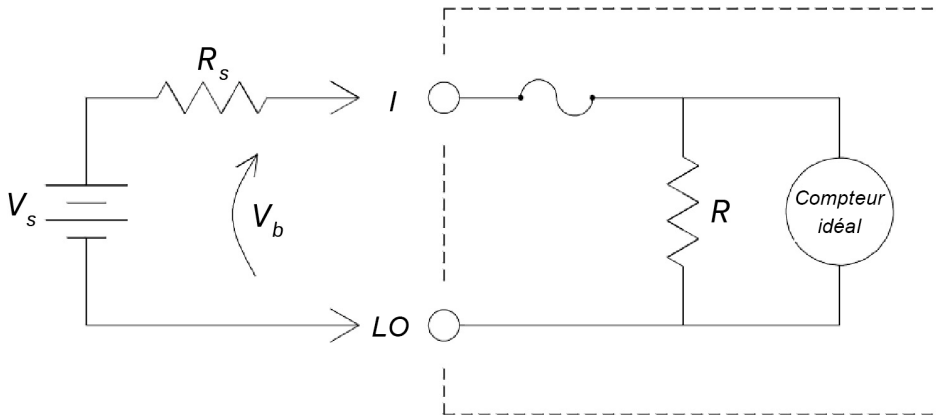 R_s
I
V_s
V_b
R
Compteur
idéal
LO